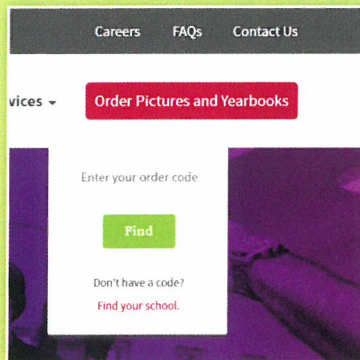 Careers FAQs Contact Us
vices Order Pictures and Yearbooks
Enter your order code
Find
Don't have a code?
Find your school.